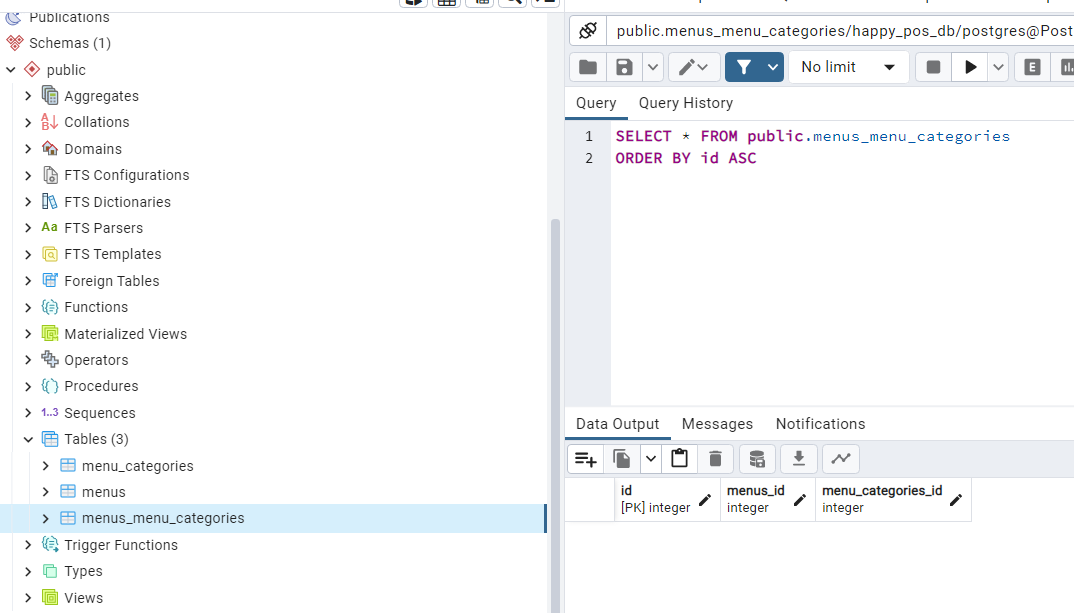 Publications
Schemas (1)
public
Aggregates
Collations
Domains
FTS Configurations
FTS Dictionaries
Aa FTS Parsers
FTS Templates
Foreign Tables
Functions
Materialized Views
Operators
Procedures
1..3 Sequences
Tables (3)
menu_categories
menus
menus_menu_categories
Trigger Functions
Types
Views
public.menus_menu_categories/happy_pos_db/postgres@Post
No limit
E
Query Query History
1 SELECT * FROM public.menus_menu_categories
2 ORDER BY id ASC
Data Output Messages Notifications
id menus_id menu_categories_id
[PK] integer integer integer